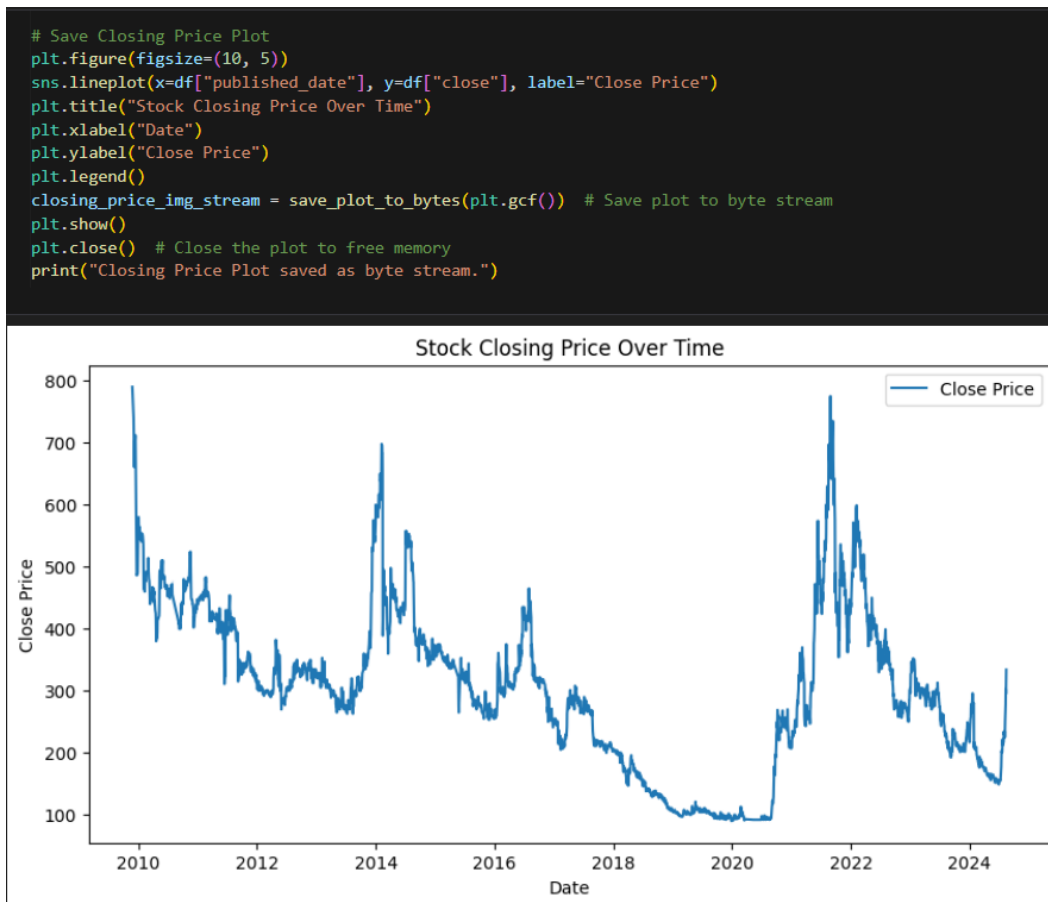 # Save Closing Price Plot
plt.figure(figsize=(10, 5))
sns.lineplot(x=df["published_date"], y=df["close"], label="Close Price")
plt.title("Stock Closing Price Over Time")
plt.xlabel("Date")
plt.ylabel("Close Price")
plt.legend()
closing_price_img_stream = save_plot_to_bytes(plt.gcf())  # Save plot to byte stream
plt.show()
plt.close()  # Close the plot to free memory
print("Closing Price Plot saved as byte stream.")
Stock Closing Price Over Time
Close Price
800
700
600
500
400
300
200
100
Close Price
2010 2012 2014 2016 2018 2020 2022 2024
Date